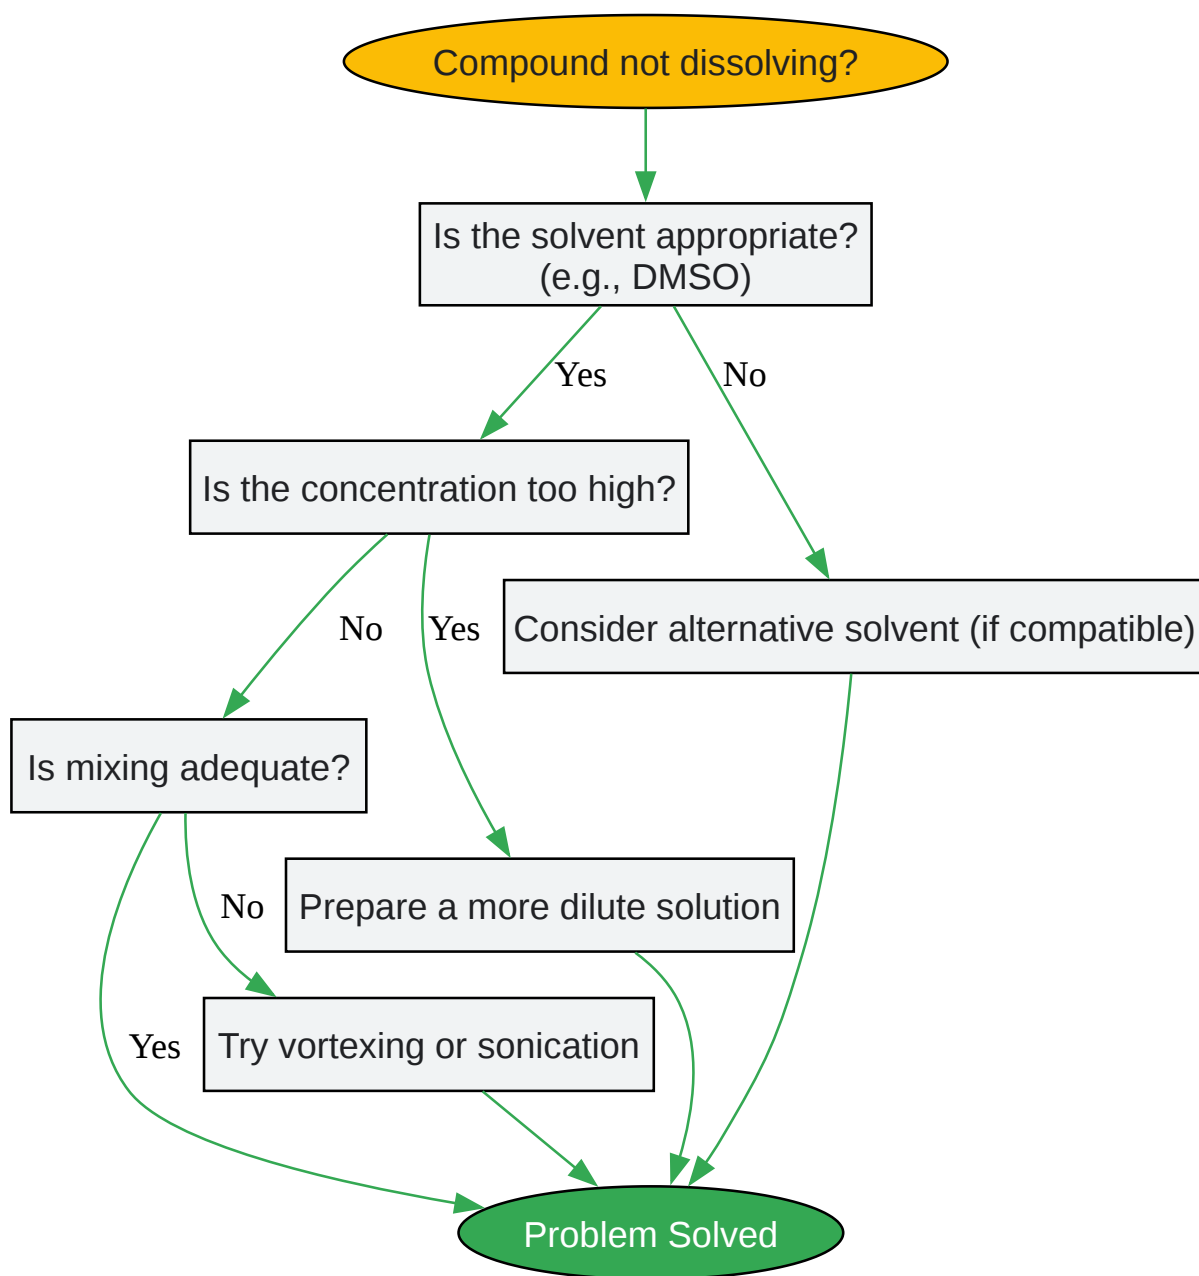 Compound not dissolving?
Is the solvent appropriate?
(e.g., DMSO)
Yes
No
Is the concentration too high?
No
Yes
Consider alternative solvent (if compatible)
Is mixing adequate?
No
Prepare a more dilute solution
Yes
Try vortexing or sonication
Problem Solved